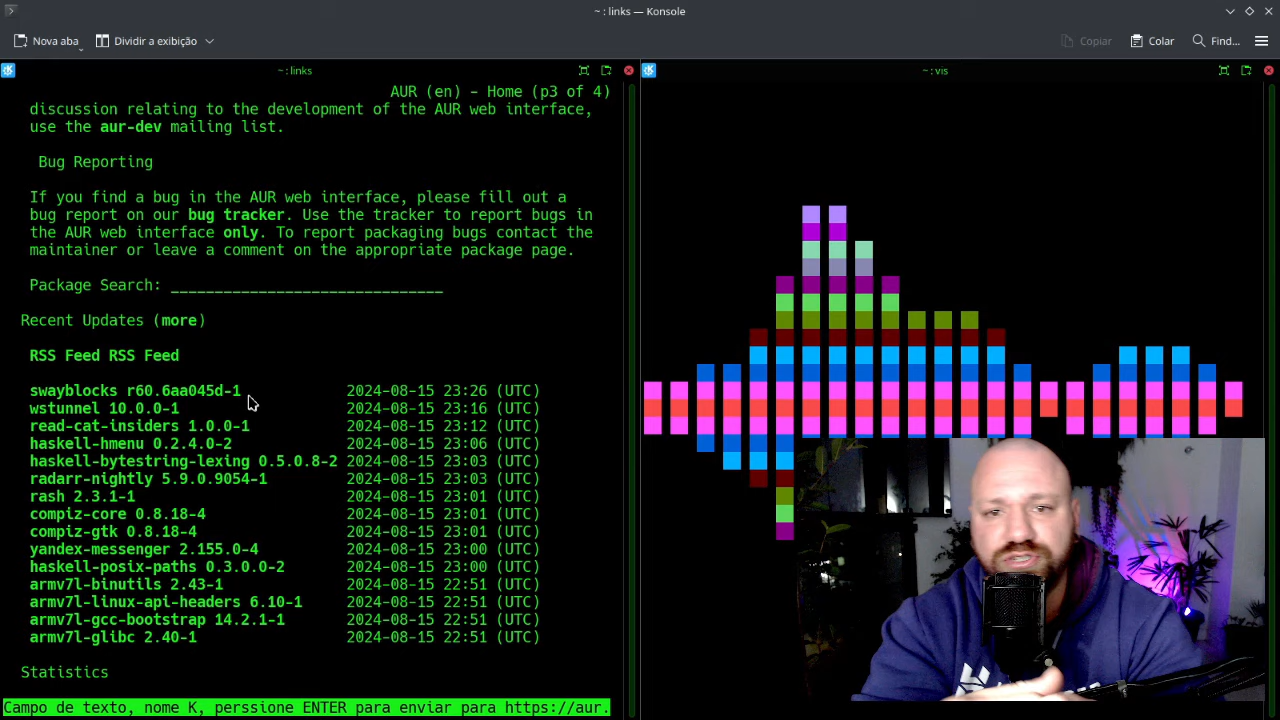 ~ : links — Konsole
Nova aba
Dividir a exibição
Copiar
Colar
Find...
~ : links
~ : vis
AUR (en) - Home (p3 of 4)
discussion relating to the development of the AUR web interface,
use the aur-dev mailing list.
Bug Reporting
If you find a bug in the AUR web interface, please fill out a
bug report on our bug tracker. Use the tracker to report bugs in
the AUR web interface only. To report packaging bugs contact the
maintainer or leave a comment on the appropriate package page.
Package Search: _______________________________
Recent Updates (more)
RSS Feed RSS Feed
swayblocks r60.6aa045d-1 2024-08-15 23:26 (UTC)
wstunnel 10.0.0-1 2024-08-15 23:16 (UTC)
read-cat-insiders 1.0.0-1 2024-08-15 23:12 (UTC)
haskell-hmenu 0.2.4.0-2 2024-08-15 23:06 (UTC)
haskell-bytestring-lexing 0.5.0.8-2 2024-08-15 23:03 (UTC)
radarr-nightly 5.9.0.9054-1 2024-08-15 23:03 (UTC)
rash 2.3.1-1 2024-08-15 23:01 (UTC)
compiz-core 0.8.18-4 2024-08-15 23:01 (UTC)
compiz-gtk 0.8.18-4 2024-08-15 23:01 (UTC)
yandex-messenger 2.155.0-4 2024-08-15 23:00 (UTC)
haskell-posix-paths 0.3.0.0-2 2024-08-15 23:00 (UTC)
armv7l-binutils 2.43-1 2024-08-15 22:51 (UTC)
armv7l-linux-api-headers 6.10-1 2024-08-15 22:51 (UTC)
armv7l-gcc-bootstrap 14.2.1-1 2024-08-15 22:51 (UTC)
armv7l-glibc 2.40-1 2024-08-15 22:51 (UTC)
Statistics
Campo de texto, nome K, perssione ENTER para enviar para https://aur.